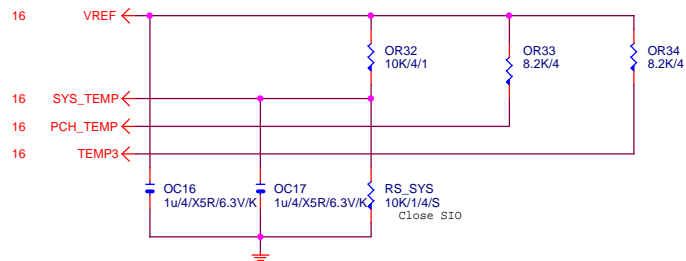 16 VREF
OR32
10K/4/1
OR33
8.2K/4
OR34
8.2K/4
16 SYS_TEMP
16 PCH_TEMP
16 TEMP3
OC16
1u/4/X5R/6.3V/K
OC17
1u/4/X5R/6.3V/K
RS_SYS
10K/1/4/S
Close SIO